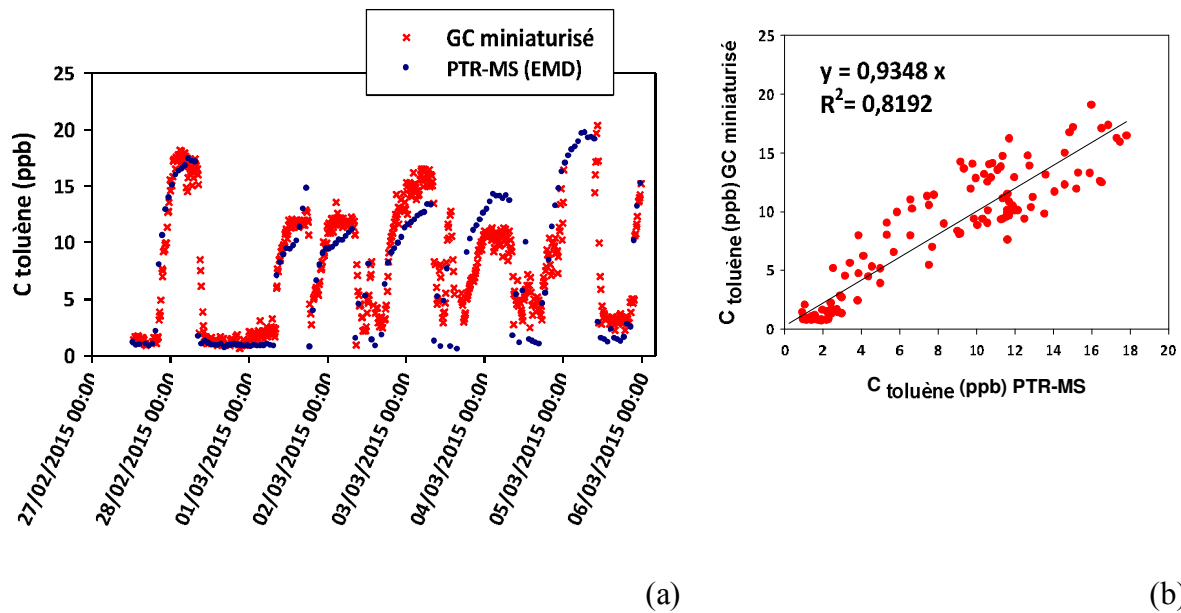 GC miniaturisé
PTR-MS (EMD)
C toluène (ppb)
25
20
15
10
5
0
27/02/2015 00:00
28/02/2015 00:00
01/03/2015 00:00
02/03/2015 00:00
03/03/2015 00:00
04/03/2015 00:00
05/03/2015 00:00
06/03/2015 00:00
(a)
y = 0,9348 x
R²= 0,8192
C toluène (ppb) GC miniaturisé
25
20
15
10
5
0
0 2 4 6 8 10 12 14 16 18 20
C toluène (ppb) PTR-MS
(b)